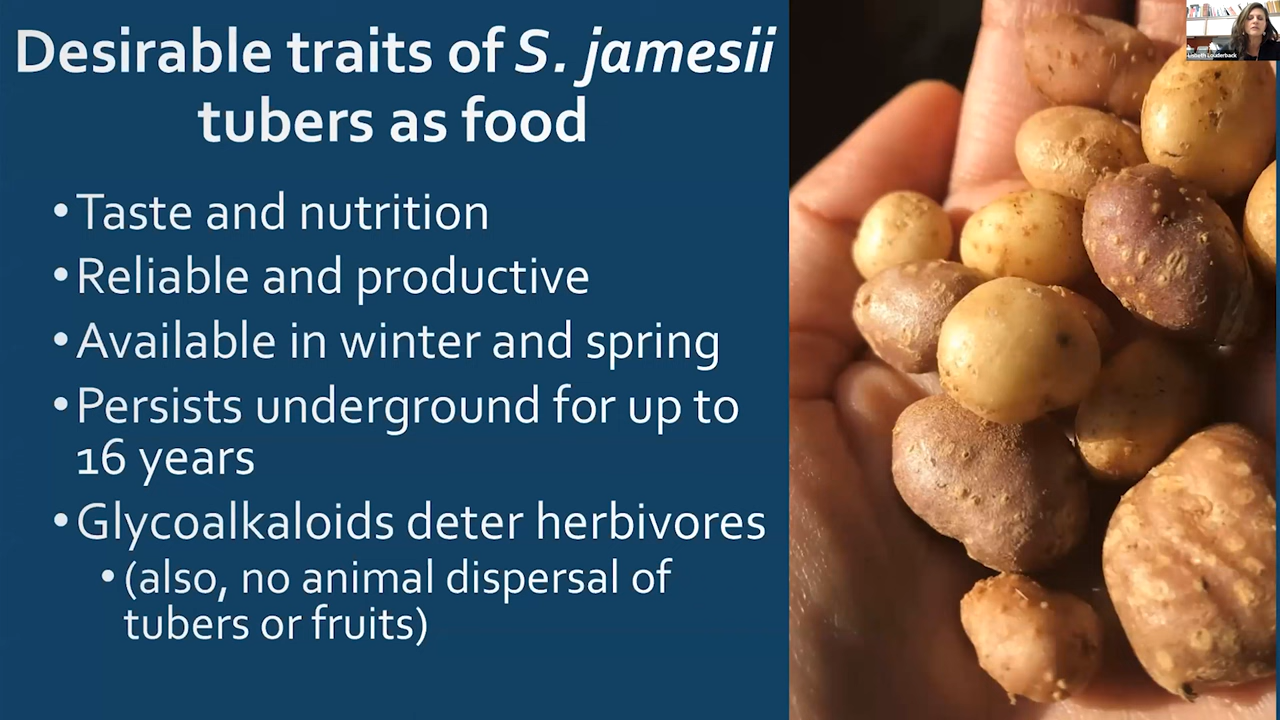 Desirable traits of S. jamesii
tubers as food
•Taste and nutrition
•Reliable and productive
•Available in winter and spring
•Persists underground for up to
16 years
•Glycoalkaloids deter herbivores
•(also, no animal dispersal of
tubers or fruits)
Louderback